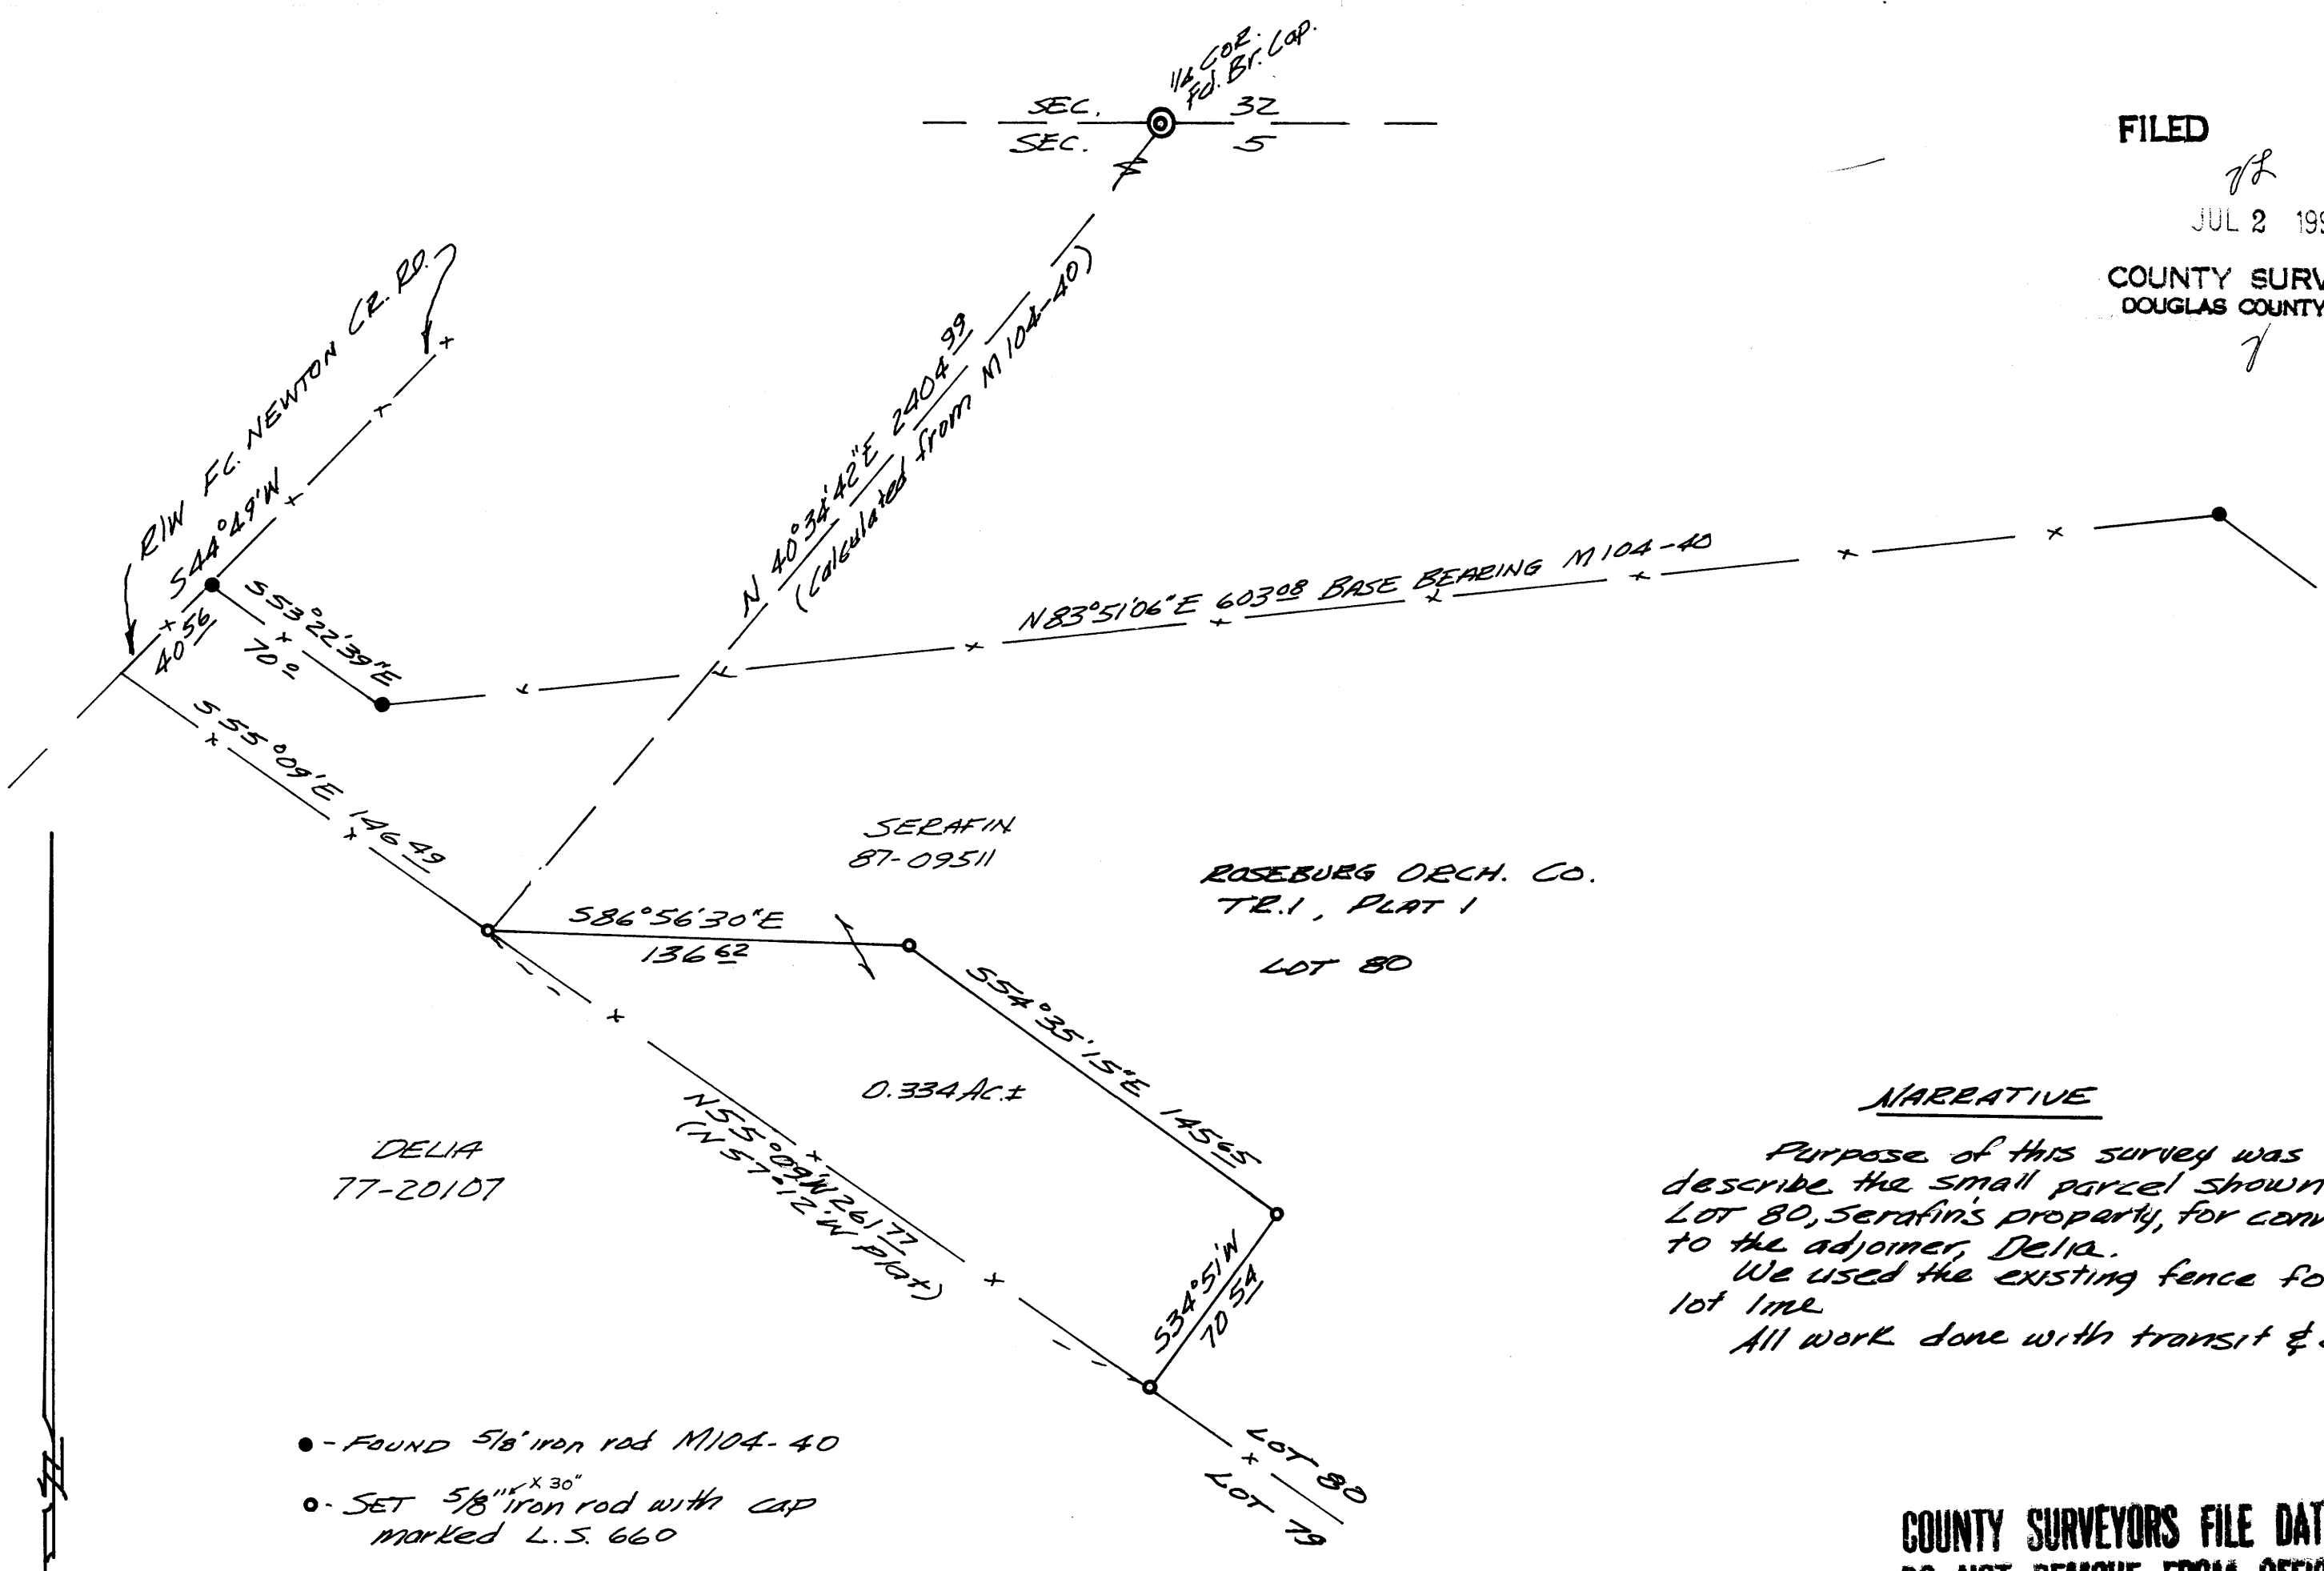 1/4 COR.
Fd. Br. Cap.
SEC. 32
SEC. 5
FILED
JUL 2 199
COUNTY SURV
DOUGLAS COUNTY
R/W FC. NEWTON CR. RD.
S44°49'W
40 56
S53°22'39"E
70 0
N 40°34'42"E 2404 99
(Calculated from M104-40)
N83°51'06"E 603 08 BASE BEARING M104-40
S55°09'E 146 49
SERAFIN
87-09511
ROSEBURG ORCH. CO.
TR.1, PLAT 1
LOT 80
S86°56'30"E
136 62
S54°35'15"E 145 65
0.334 Ac.±
N55°09'W 261 77
(N57°12'W Plat)
DELIA
77-20107
S34°51'W
70 54
NARRATIVE
Purpose of this survey was
describe the small parcel shown
LOT 80, Serafin's property, for conv
to the adjoiner, Delia.
We used the existing fence fo
lot line
All work done with transit &
● - FOUND 5/8" iron rod M104-40
x 30"
o - SET 5/8" iron rod with cap
marked L.S. 660
LOT 80
LOT 79
COUNTY SURVEYORS FILE DAT
DO NOT REMOVE FROM OFFI